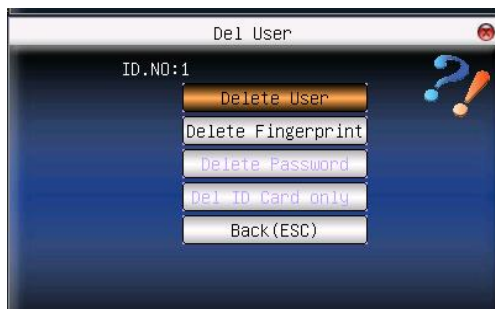 Del User
ID.NO:1
Delete User
Delete Fingerprint
Delete Password
Del ID Card only
Back(ESC)